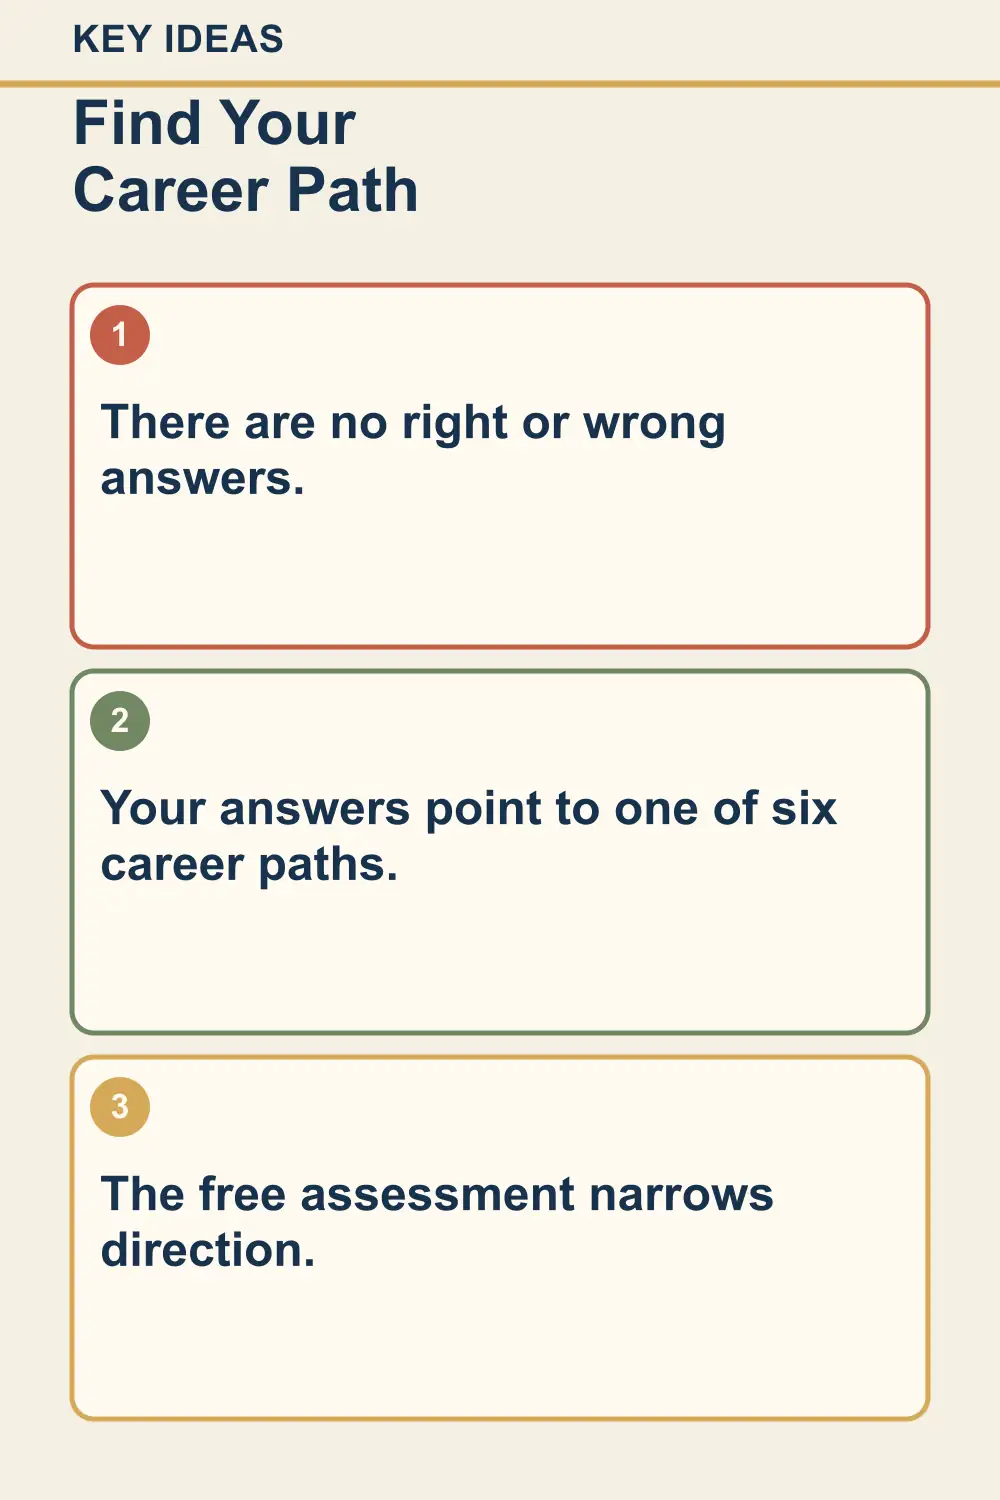 KEY IDEAS
Find Your
Career Path
1
There are no right or wrong
answers.
2
Your answers point to one of six
career paths.
3
The free assessment narrows
direction.